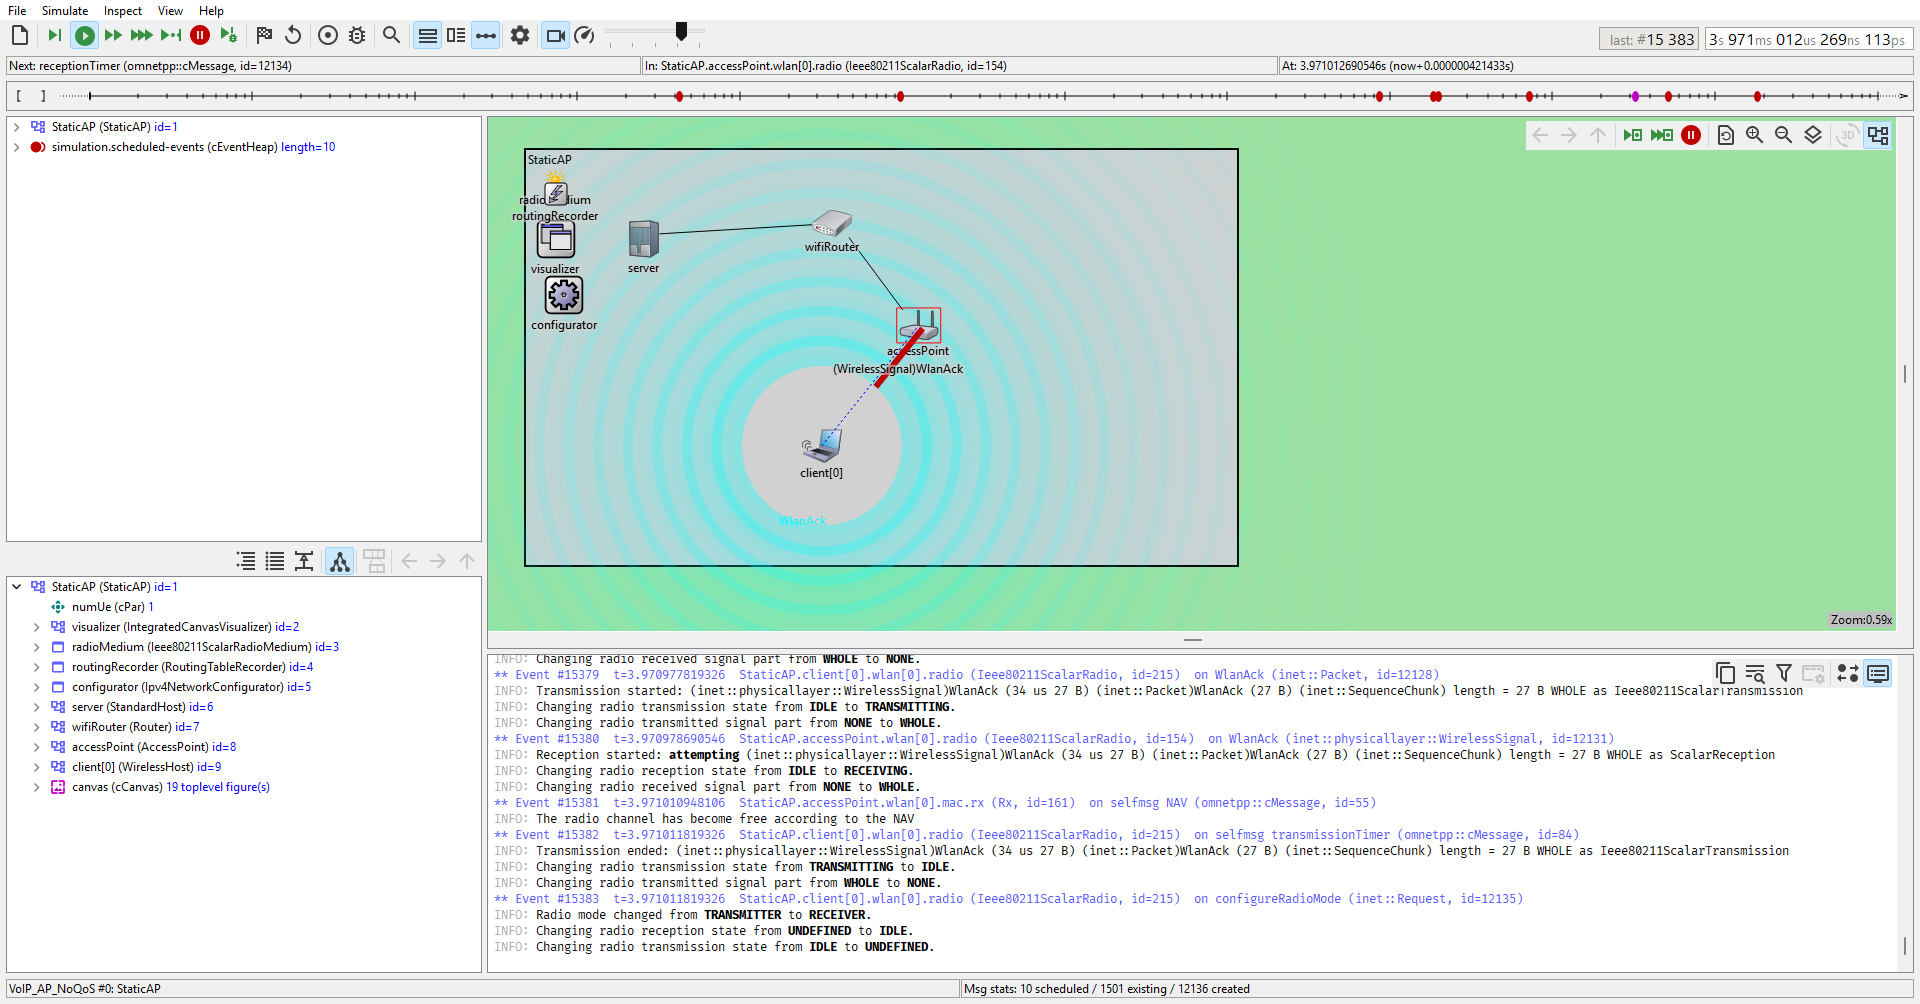 File Simulate Inspect View Help
last: #15 383 3s 971ms 012us 269ns 113ps
Next: receptionTimer (omnetpp::cMessage, id=12134) In: StaticAP.accessPoint.wlan[0].radio (Ieee80211ScalarRadio, id=154) At: 3.971012690546s (now+0.000000421433s)
[ ]
StaticAP (StaticAP) id=1
simulation.scheduled-events (cEventHeap) length=10
StaticAP (StaticAP) id=1
numUe (cPar) 1
visualizer (IntegratedCanvasVisualizer) id=2
radioMedium (Ieee80211ScalarRadioMedium) id=3
routingRecorder (RoutingTableRecorder) id=4
configurator (Ipv4NetworkConfigurator) id=5
server (StandardHost) id=6
wifiRouter (Router) id=7
accessPoint (AccessPoint) id=8
client[0] (WirelessHost) id=9
canvas (cCanvas) 19 toplevel figure(s)
3D
StaticAP
routingRecorder
visualizer
configurator
server
wifiRouter
accessPoint
(WirelessSignal)WlanAck
client[0]
WlanAck
Zoom:0.59x
INFO: Changing radio received signal part from WHOLE to NONE.
** Event #15379 t=3.970977819326 StaticAP.client[0].wlan[0].radio (Ieee80211ScalarRadio, id=215) on WlanAck (inet::Packet, id=12128)
INFO: Transmission started: (inet::physicallayer::WirelessSignal)WlanAck (34 us 27 B) (inet::Packet)WlanAck (27 B) (inet::SequenceChunk) length = 27 B WHOLE as Ieee80211ScalarTransmission
INFO: Changing radio transmission state from IDLE to TRANSMITTING.
INFO: Changing radio transmitted signal part from NONE to WHOLE.
** Event #15380 t=3.970978690546 StaticAP.accessPoint.wlan[0].radio (Ieee80211ScalarRadio, id=154) on WlanAck (inet::physicallayer::WirelessSignal, id=12131)
INFO: Reception started: attempting (inet::physicallayer::WirelessSignal)WlanAck (34 us 27 B) (inet::Packet)WlanAck (27 B) (inet::SequenceChunk) length = 27 B WHOLE as ScalarReception
INFO: Changing radio reception state from IDLE to RECEIVING.
INFO: Changing radio received signal part from NONE to WHOLE.
** Event #15381 t=3.971010948106 StaticAP.accessPoint.wlan[0].mac.rx (Rx, id=161) on selfmsg NAV (omnetpp::cMessage, id=55)
INFO: The radio channel has become free according to the NAV
** Event #15382 t=3.971011819326 StaticAP.client[0].wlan[0].radio (Ieee80211ScalarRadio, id=215) on selfmsg transmissionTimer (omnetpp::cMessage, id=84)
INFO: Transmission ended: (inet::physicallayer::WirelessSignal)WlanAck (34 us 27 B) (inet::Packet)WlanAck (27 B) (inet::SequenceChunk) length = 27 B WHOLE as Ieee80211ScalarTransmission
INFO: Changing radio transmission state from TRANSMITTING to IDLE.
INFO: Changing radio transmitted signal part from WHOLE to NONE.
** Event #15383 t=3.971011819326 StaticAP.client[0].wlan[0].radio (Ieee80211ScalarRadio, id=215) on configureRadioMode (inet::Request, id=12135)
INFO: Radio mode changed from TRANSMITTER to RECEIVER.
INFO: Changing radio reception state from UNDEFINED to IDLE.
INFO: Changing radio transmission state from IDLE to UNDEFINED.
VoIP_AP_NoQoS #0: StaticAP Msg stats: 10 scheduled / 1501 existing / 12136 created